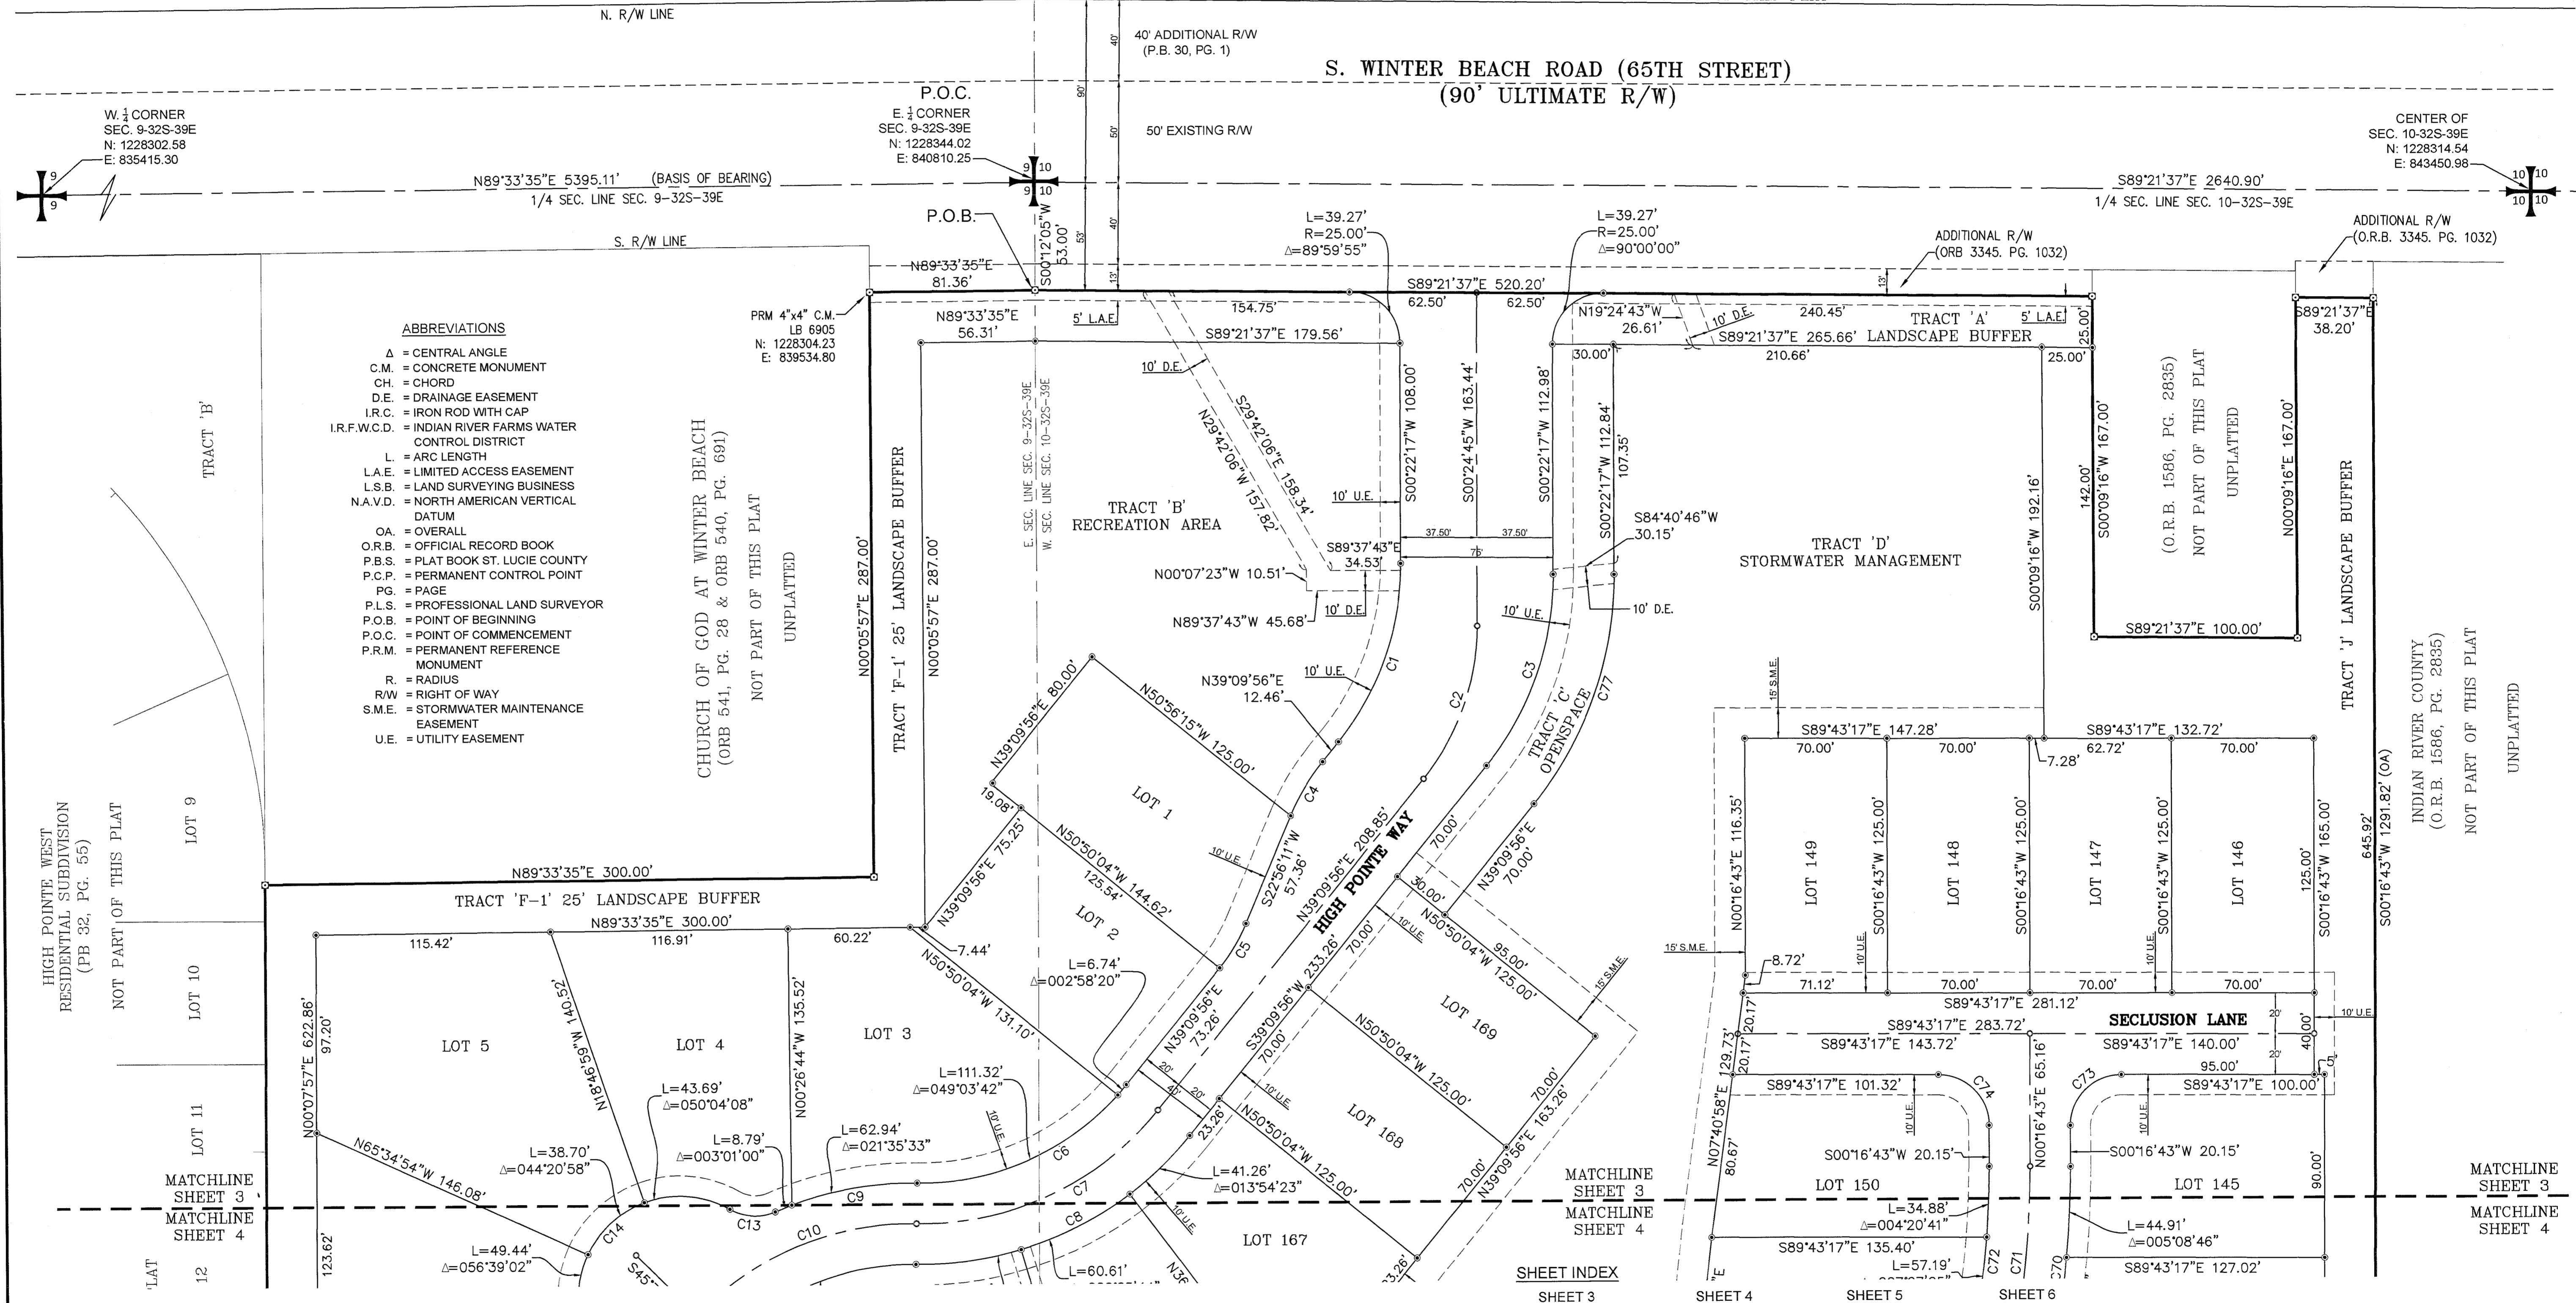 N. R/W LINE
40' ADDITIONAL R/W
(P.B. 30, PG. 1)
40'
90'
50'
S. WINTER BEACH ROAD (65TH STREET)
(90' ULTIMATE R/W)
50' EXISTING R/W
W. ¼ CORNER
SEC. 9-32S-39E
N: 1228302.58
E: 835415.30
9
9
P.O.C.
E. ¼ CORNER
SEC. 9-32S-39E
N: 1228344.02
E: 840810.25
9 10
9 10
CENTER OF
SEC. 10-32S-39E
N: 1228314.54
E: 843450.98
10 10
10 10
N89°33'35"E 5395.11' (BASIS OF BEARING)
1/4 SEC. LINE SEC. 9-32S-39E
S89°21'37"E 2640.90'
1/4 SEC. LINE SEC. 10-32S-39E
P.O.B.
S. R/W LINE
S00°12'05"W
53.00'
53'
40'
13'
L=39.27'
R=25.00'
Δ=89°59'55"
L=39.27'
R=25.00'
Δ=90°00'00"
ADDITIONAL R/W
(ORB 3345. PG. 1032)
13'
ADDITIONAL R/W
(O.R.B. 3345. PG. 1032)
N89°33'35"E
81.36'
S89°21'37"E 520.20'
154.75'
62.50'
62.50'
240.45'
5' L.A.E.
N89°33'35"E
56.31'
S89°21'37"E 179.56'
N19°24'43"W
26.61'
10' D.E.
TRACT 'A'
LANDSCAPE BUFFER
5' L.A.E.
25.00'
S89°21'37"E 265.66'
30.00'
210.66'
25.00'
S89°21'37"E
38.20'
PRM 4"x4" C.M.
LB 6905
N: 1228304.23
E: 839534.80
ABBREVIATIONS
Δ = CENTRAL ANGLE
C.M. = CONCRETE MONUMENT
CH. = CHORD
D.E. = DRAINAGE EASEMENT
I.R.C. = IRON ROD WITH CAP
I.R.F.W.C.D. = INDIAN RIVER FARMS WATER
CONTROL DISTRICT
L. = ARC LENGTH
L.A.E. = LIMITED ACCESS EASEMENT
L.S.B. = LAND SURVEYING BUSINESS
N.A.V.D. = NORTH AMERICAN VERTICAL
DATUM
OA. = OVERALL
O.R.B. = OFFICIAL RECORD BOOK
P.B.S. = PLAT BOOK ST. LUCIE COUNTY
P.C.P. = PERMANENT CONTROL POINT
PG. = PAGE
P.L.S. = PROFESSIONAL LAND SURVEYOR
P.O.B. = POINT OF BEGINNING
P.O.C. = POINT OF COMMENCEMENT
P.R.M. = PERMANENT REFERENCE
MONUMENT
R. = RADIUS
R/W = RIGHT OF WAY
S.M.E. = STORMWATER MAINTENANCE
EASEMENT
U.E. = UTILITY EASEMENT
TRACT 'B'
CHURCH OF GOD AT WINTER BEACH
(ORB 541, PG. 28 & ORB 540, PG. 691)
NOT PART OF THIS PLAT
UNPLATTED
N00°05'57"E 287.00'
TRACT 'F-1' 25' LANDSCAPE BUFFER
N00°05'57"E 287.00'
E. SEC. LINE SEC. 9-32S-39E
W. SEC. LINE SEC. 10-32S-39E
10' D.E.
S29°42'06"E 158.34'
N29°42'06"W 157.82'
TRACT 'B'
RECREATION AREA
10' U.E.
S89°37'43"E
34.53'
N00°07'23"W 10.51'
10' D.E.
N89°37'43"W 45.68'
S00°22'17"W 108.00'
S00°24'45"W 163.44'
S00°22'17"W 112.98'
S00°22'17"W 112.84'
107.35'
37.50'
37.50'
75'
S84°40'46"W
30.15'
10' D.E.
10' U.E.
TRACT 'D'
STORMWATER MANAGEMENT
S00°09'16"W 192.16'
142.00'
S00°09'16"W 167.00'
(O.R.B. 1586, PG. 2835)
NOT PART OF THIS PLAT
UNPLATTED
N00°09'16"E 167.00'
S89°21'37"E 100.00'
TRACT 'J' LANDSCAPE BUFFER
645.92'
S00°16'43"W 1291.82' (OA)
INDIAN RIVER COUNTY
(O.R.B. 1586, PG. 2835)
NOT PART OF THIS PLAT
UNPLATTED
N39°09'56"E
12.46'
10' U.E.
C1
C2
C3
C77
TRACT 'C'
OPENSPACE
N39°09'56"E 80.00'
N50°56'15"W 125.00'
LOT 1
19.08'
C4
10' U.E.
S22°56'11"W
57.36'
N39°09'56"E 75.25'
N50°50'04"W 144.62'
125.54'
LOT 2
C5
N39°09'56"E 208.85'
HIGH POINTE WAY
70.00'
N39°09'56"E
70.00'
30.00'
N50°50'04"W 125.00'
95.00'
15' S.M.E.
10' U.E.
15' S.M.E.
S89°43'17"E 147.28'
S89°43'17"E 132.72'
70.00'
70.00'
62.72'
70.00'
7.28'
N00°16'43"E 116.35'
LOT 149
S00°16'43"W 125.00'
LOT 148
S00°16'43"W 125.00'
LOT 147
S00°16'43"W 125.00'
LOT 146
125.00'
S00°16'43"W 165.00'
15' S.M.E.
8.72'
10' U.E.
10' U.E.
71.12'
70.00'
70.00'
70.00'
S89°43'17"E 281.12'
S89°43'17"E 283.72'
SECLUSION LANE
20'
20'
40.00'
10' U.E.
20.17'
20.17'
S89°43'17"E 143.72'
S89°43'17"E 140.00'
95.00'
5'
S89°43'17"E 101.32'
S89°43'17"E 100.00'
N07°40'58"E 129.73'
80.67'
10' U.E.
C74
N00°16'43"E 65.16'
C73
10' U.E.
S00°16'43"W 20.15'
S00°16'43"W 20.15'
LOT 150
LOT 145
90.00'
HIGH POINTE WEST
RESIDENTIAL SUBDIVISION
(PB 32, PG. 55)
NOT PART OF THIS PLAT
LOT 9
LOT 10
LOT 11
N89°33'35"E 300.00'
TRACT 'F-1' 25' LANDSCAPE BUFFER
N89°33'35"E 300.00'
115.42'
116.91'
60.22'
7.44'
N00°07'57"E 622.86'
97.20'
LOT 5
N18°46'59"W 140.52'
LOT 4
N00°26'44"W 135.52'
LOT 3
N50°50'04"W 131.10'
L=6.74'
Δ=002°58'20"
N39°09'56"E
73.26'
20'
20'
40'
S39°09'56"W 233.26'
70.00'
70.00'
23.26'
10' U.E.
LOT 169
N50°50'04"W 125.00'
70.00'
LOT 168
N39°09'56"E 163.26'
70.00'
N50°50'04"W 125.00'
L=43.69'
Δ=050°04'08"
L=38.70'
Δ=044°20'58"
L=8.79'
Δ=003°01'00"
L=62.94'
Δ=021°35'33"
L=111.32'
Δ=049°03'42"
10' U.E.
N65°34'54"W 146.08'
C6
C7
C8
C9
C10
C13
C14
L=41.26'
Δ=013°54'23"
10' U.E.
MATCHLINE
SHEET 3
MATCHLINE
SHEET 4
MATCHLINE
SHEET 3
MATCHLINE
SHEET 4
MATCHLINE
SHEET 3
MATCHLINE
SHEET 4
123.62'
12
L=49.44'
Δ=056°39'02"
L=60.61'
LOT 167
L=34.88'
Δ=004°20'41"
L=44.91'
Δ=005°08'46"
S89°43'17"E 135.40'
L=57.19'
C72
C71
C70
S89°43'17"E 127.02'
SHEET INDEX
SHEET 3
SHEET 4
SHEET 5
SHEET 6